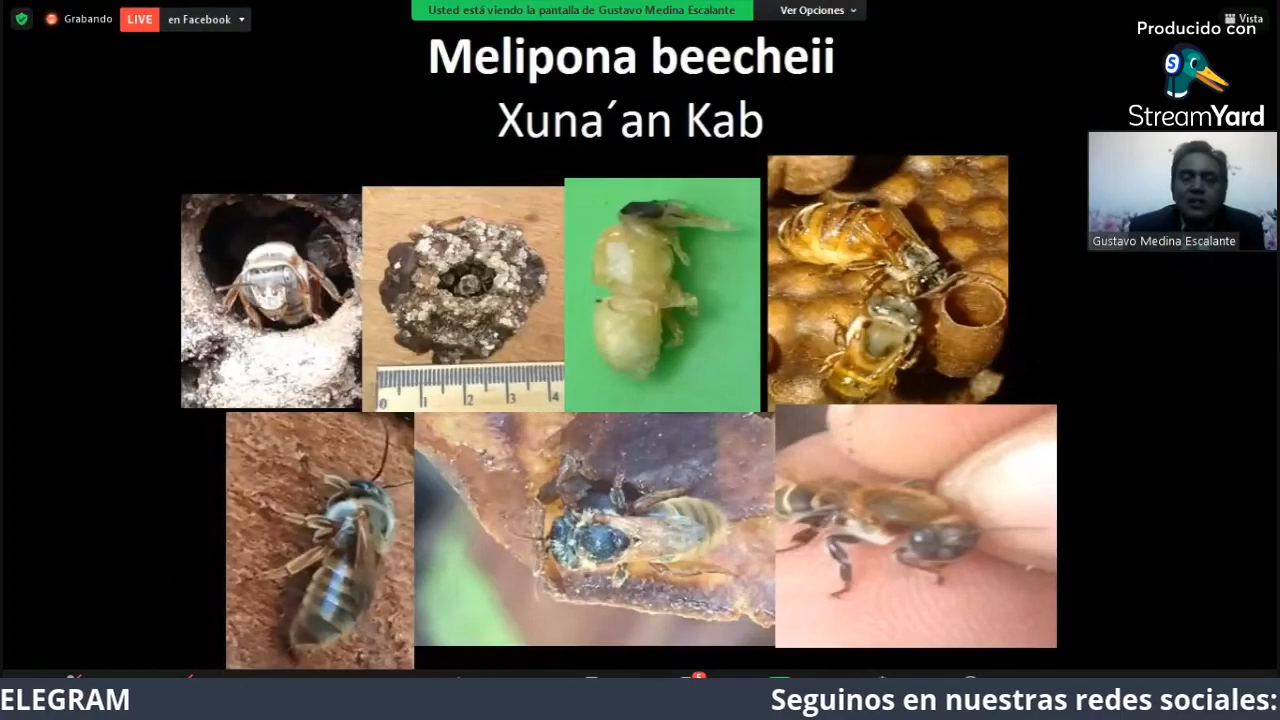 Grabando
LIVE
en Facebook
Usted está viendo la pantalla de Gustavo Medina Escalante
Ver Opciones
Vista
Producido con
S
StreamYard
Melipona beecheii
Xuna´an Kab
Gustavo Medina Escalante
0 1 2 3 4
ELEGRAM
Seguinos en nuestras redes sociales: